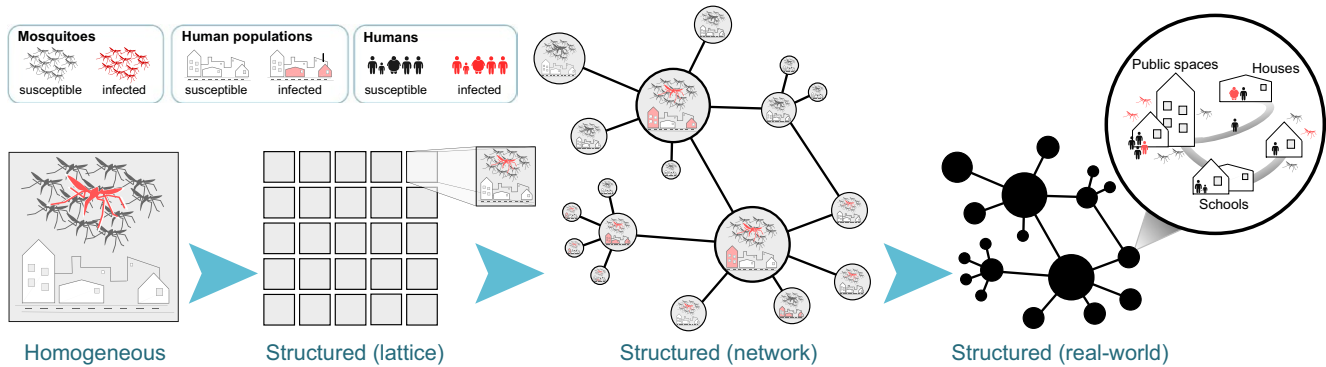 Mosquitoes
susceptible infected
Human populations
susceptible infected
Humans
susceptible infected
Public spaces
Houses
Schools
Homogeneous
Structured (lattice)
Structured (network)
Structured (real-world)